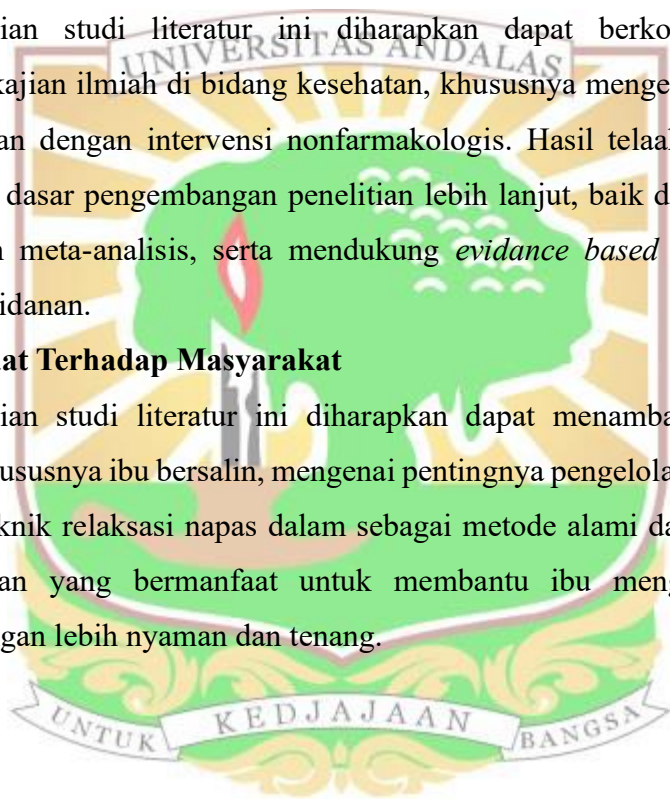 ian studi literatur ini diharapkan dapat berko
UNIVERSITAS ANDALAS
kajian ilmiah di bidang kesehatan, khususnya menge
an dengan intervensi nonfarmakologis. Hasil telaa
dasar pengembangan penelitian lebih lanjut, baik d
meta-analisis, serta mendukung evidance based
idanan.
at Terhadap Masyarakat
ian studi literatur ini diharapkan dapat menamba
ususnya ibu bersalin, mengenai pentingnya pengelola
knik relaksasi napas dalam sebagai metode alami da
an yang bermanfaat untuk membantu ibu meng
gan lebih nyaman dan tenang.
UNTUK KEDJAJAAN BANGSA